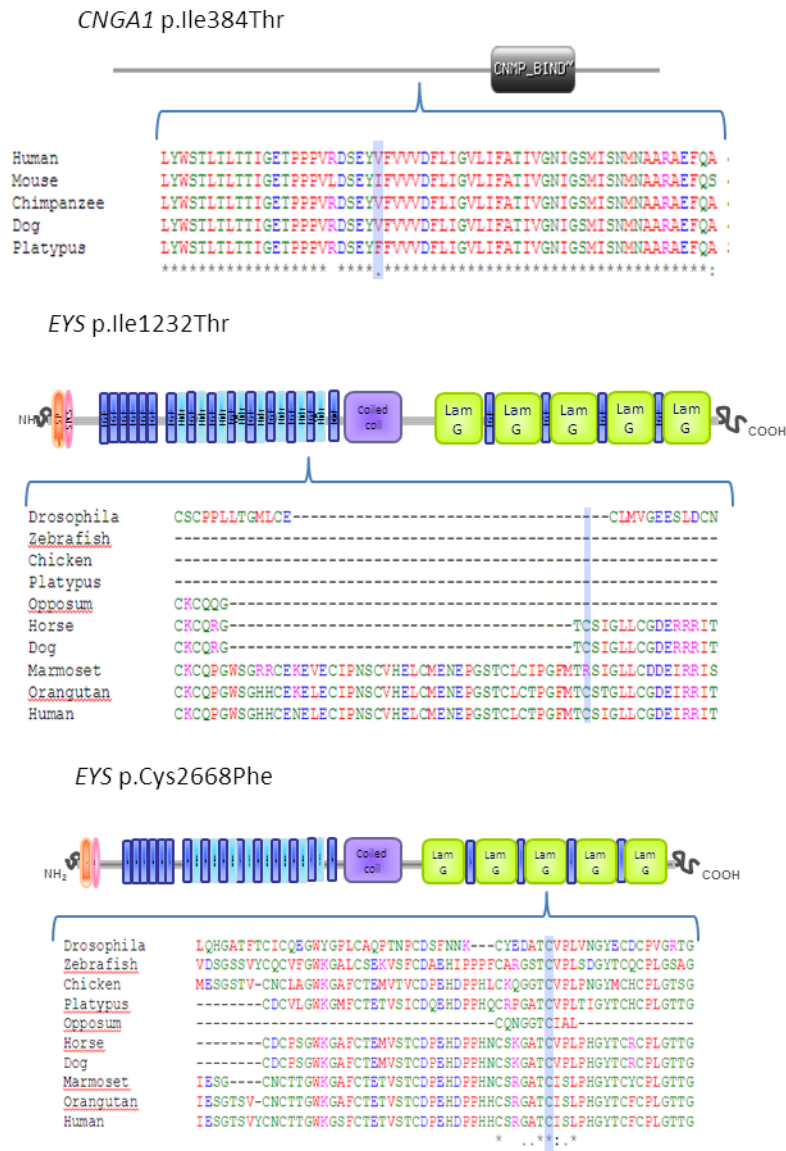 CNGA1 p.Ile384Thr
CNMP_BIND~
Human LYWSTLTLTTIGETPPPVRDSEYVFVVVDFLIGVLIFATIVGNIGSMISNMNAARAEFQA
Mouse LYWSTLTLTTIGETPPPVLDSEYIFVVVDFLIGVLIFATIVGNIGSMISNMNAARAEFQS
Chimpanzee LYWSTLTLTTIGETPPPVRDSEYVFVVVDFLIGVLIFATIVGNIGSMISNMNAARAEFQA
Dog LYWSTLTLTTIGETPPPVRDSEYVFVVVDFLIGVLIFATIVGNIGSMISNMNAARAEFQA
Platypus LYWSTLTLTTIGETPPPVRDSEYFFVVVDFLIGVLIFATIVGNIGSMISNMNAARAEFQA
****************** ****.***********************************:
EYS p.Ile1232Thr
Coiled coil
Lam G Lam G Lam G Lam G Lam G
COOH
Drosophila CSCPPLLTGMLCE-----------------------------------CLMVGEESLDCN
Zebrafish ------------------------------------------------------------
Chicken ------------------------------------------------------------
Platypus ------------------------------------------------------------
Opposum CKCQQG------------------------------------------------------
Horse CKCQRG--------------------------------------TCSIGLLCGDERRRIT
Dog CKCQRG--------------------------------------TCSIGLLCGDERRRIT
Marmoset CKCQPGWSGRRCEKEVECIPNSCVHELCMENEPGSTCLCIPGFMTRSIGLLCDDEIRRIS
Orangutan CKCQPGWSGHHCEKELECIPNSCVHELCMENEPGSTCLCTPGFMTCSTGLLCGDEIRRIT
Human CKCQPGWSGHHCENELECIPNSCVHELCMENEPGSTCLCTPGFMTCSIGLLCGDEIRRIT
EYS p.Cys2668Phe
NH2
Coiled coil
Lam G Lam G Lam G Lam G Lam G
COOH
Drosophila LQHGATFTCICQEGWYGPLCAQPTNPCDSFNNK---CYEDATCVPLVNGYECDCPVGRTG
Zebrafish VDSGSSVYCQCVFGWKGALCSEKVSFCDAEHIPPPFCARGSTCVPLSDGYTCQCPLGSAG
Chicken MESGSTV-CNCLAGWKGAFCTEMVTVCDPEHDPPHLCKQGGTCVPLPNGYMCHCPLGTSG
Platypus --------CDCVLGWKGMFCTETVSICDQEHDPPHQCRPGATCVPLTIGYTCHCPLGTTG
Opposum ------------------------------------CQNGGTCIAL--------------
Horse --------CDCPSGWKGAFCTEMVSTCDPEHDPPHNCSKGATCVPLPHGYTCRCPLGTTG
Dog --------CDCPSGWKGAFCTEMVSTCDPEHDPPHNCSKGATCVPLPHGYTCRCPLGTTG
Marmoset IESG----CNCTTGWKGAFCTETVSTCDPEHDPPHNCSRGATCISLPHGYTCYCPLGTTG
Orangutan IESGTSV-CNCTTGWKGAFCTETVSTCDPEHDPPHHCSRGATCISLPHGYTCFCPLGTTG
Human IESGTSVYCNCTTGWKGSFCTETVSTCDPEHDPPHHCSRGATCISLPHGYTCFCPLGTTG
* ..**:.*